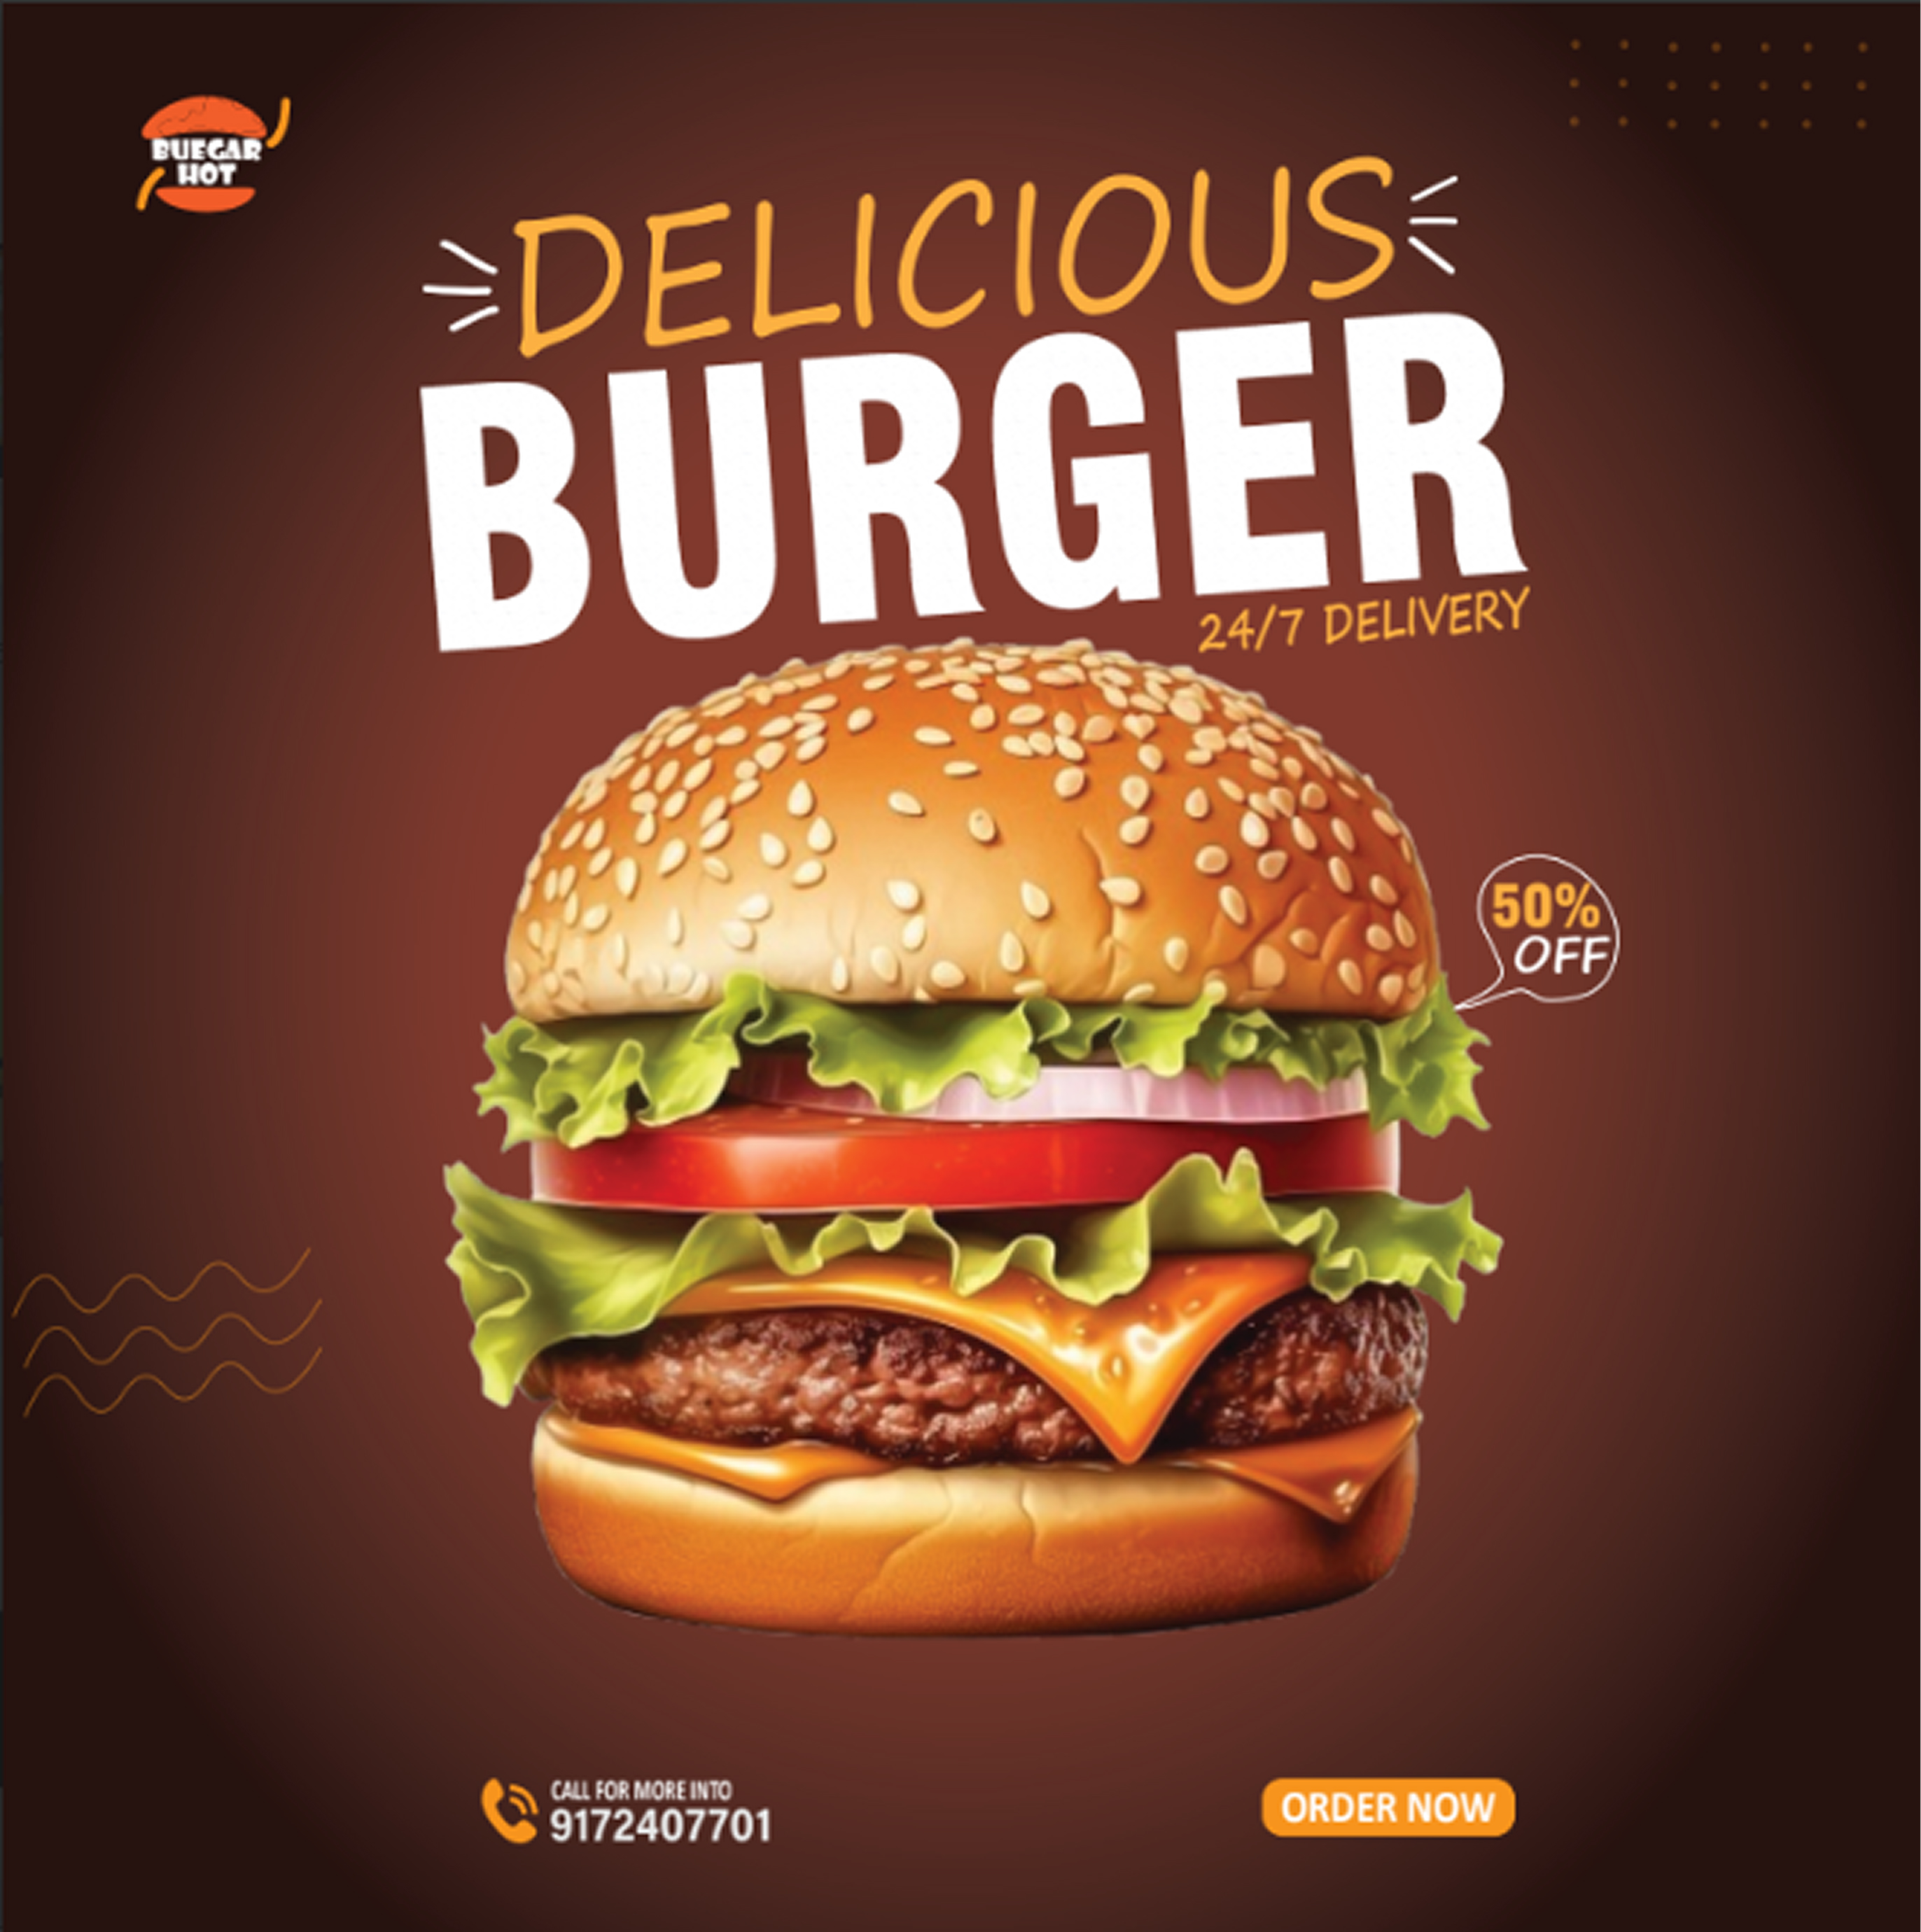 BUEGAR
HOT
DELICIOUS
BURGER
24/7 DELIVERY
50%
OFF
CALL FOR MORE INTO
9172407701
ORDER NOW